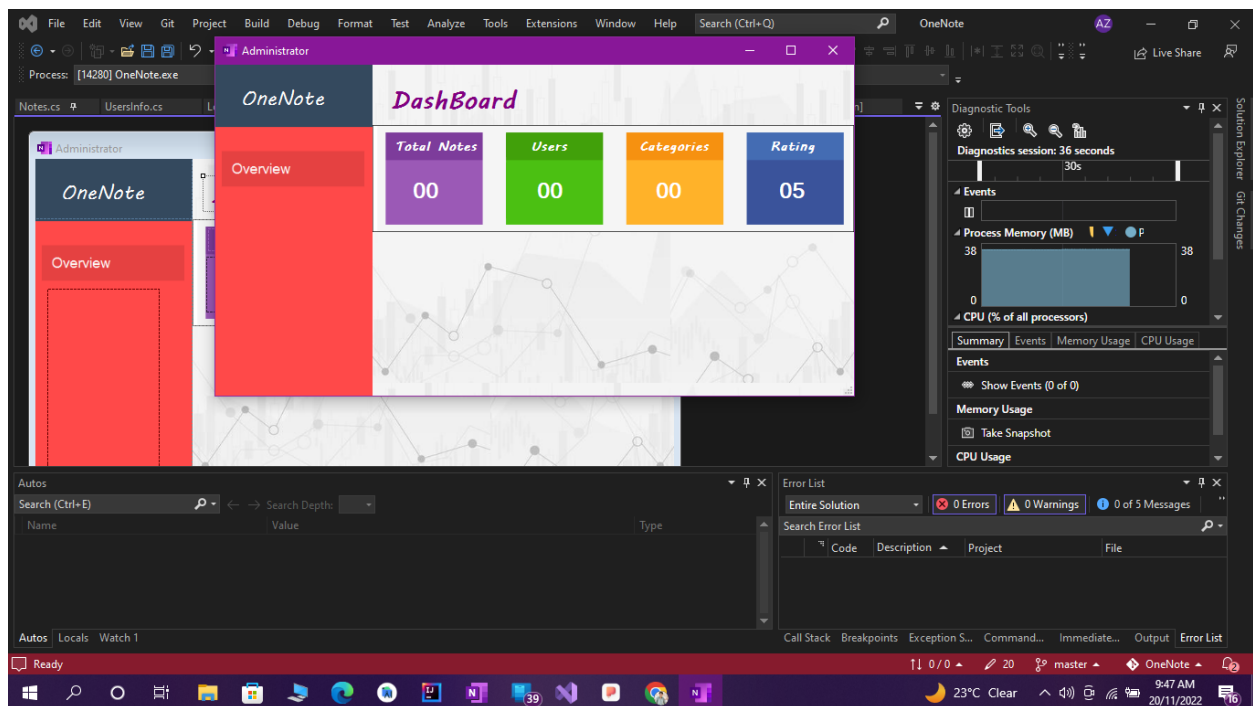 File Edit View Git Project Build Debug Format Test Analyze Tools Extensions Window Help Search (Ctrl+Q) OneNote AZ
Live Share
Process: [14280] OneNote.exe
Notes.cs UsersInfo.cs
Administrator
OneNote
Overview
DashBoard
Total Notes Users Categories Rating
00 00 00 05
Administrator
OneNote
Overview
Diagnostic Tools
Diagnostics session: 36 seconds
30s
Events
Process Memory (MB) P
38 38
0 0
CPU (% of all processors)
Summary Events Memory Usage CPU Usage
Events
Show Events (0 of 0)
Memory Usage
Take Snapshot
CPU Usage
Solution Explorer
Git Changes
Autos
Search (Ctrl+E) Search Depth:
Name Value Type
Autos Locals Watch 1
Error List
Entire Solution 0 Errors 0 Warnings 0 of 5 Messages
Search Error List
Code Description Project File
Call Stack Breakpoints Exception S... Command... Immediate... Output Error List
Ready 0 / 0 20 master OneNote 2
39 23°C Clear 9:47 AM
20/11/2022 16